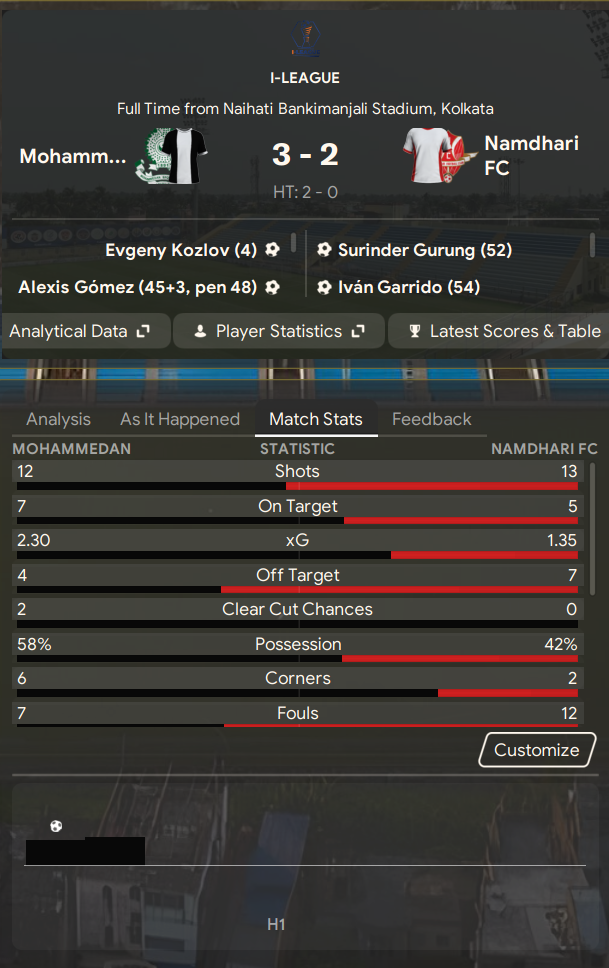 I-LEAGUE
Full Time from Naihati Bankimanjali Stadium, Kolkata
Mohamm... 3 - 2 Namdhari FC
HT: 2 - 0
Evgeny Kozlov (4) Surinder Gurung (52)
Alexis Gómez (45+3, pen 48) Iván Garrido (54)
Analytical Data Player Statistics Latest Scores & Table
Analysis As It Happened Match Stats Feedback
MOHAMMEDAN STATISTIC NAMDHARI FC
12 Shots 13
7 On Target 5
2.30 xG 1.35
4 Off Target 7
2 Clear Cut Chances 0
58% Possession 42%
6 Corners 2
7 Fouls 12
Customize
H1